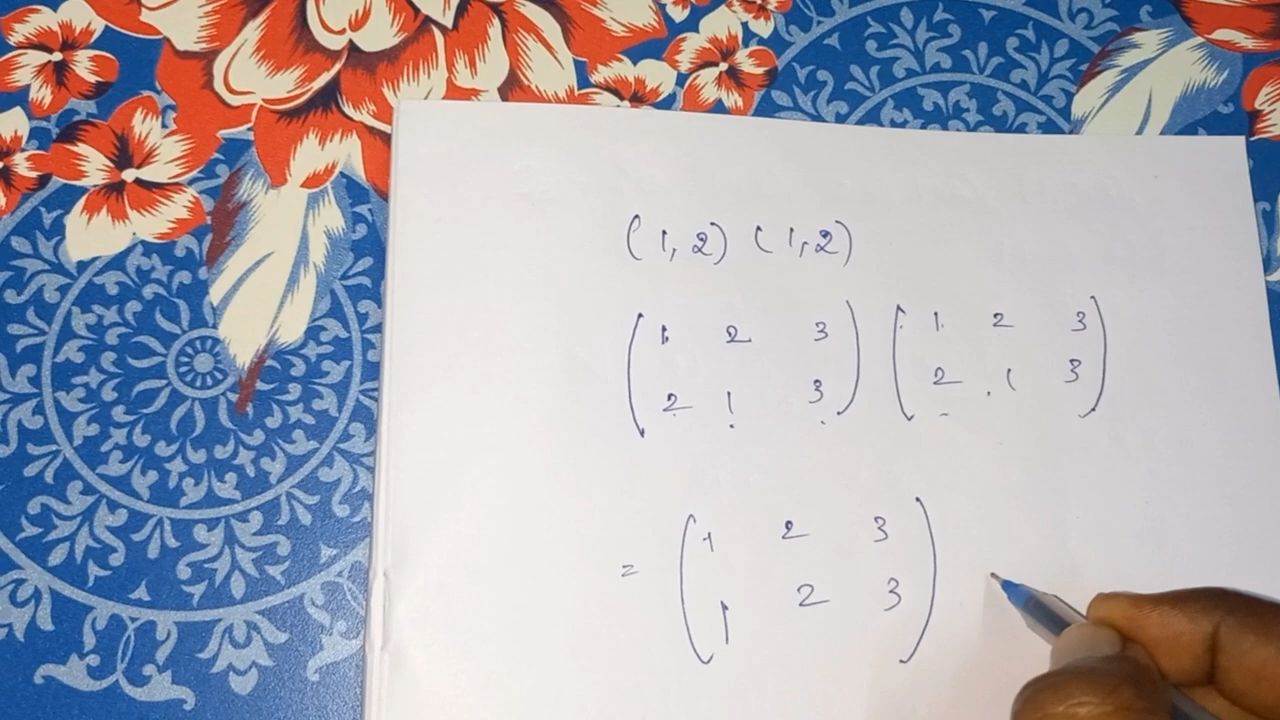 (1,2) (1,2)
( 1 2 3 ) ( 1 2 3 )
( 2 1 3 ) ( 2 1 3 )
= ( 1 2 3 )
( 1 2 3 )